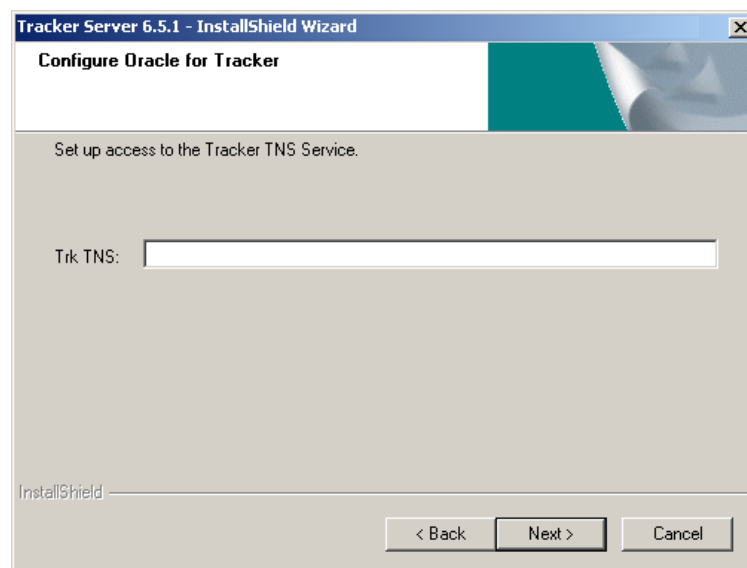 Tracker Server 6.5.1 - InstallShield Wizard
Configure Oracle for Tracker
Set up access to the Tracker TNS Service.
Trk TNS:
InstallShield
< Back
Next >
Cancel